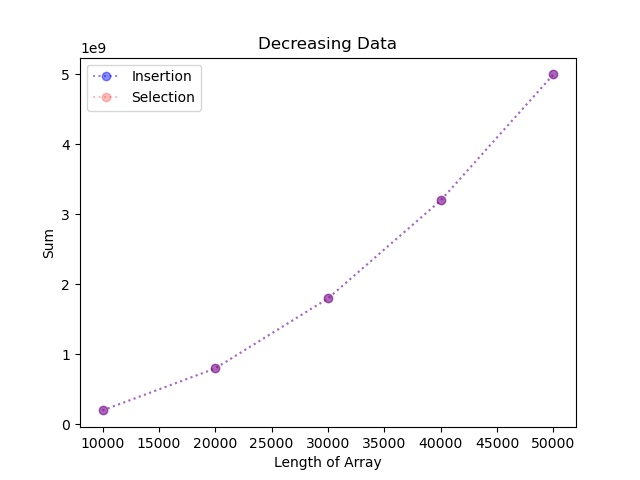 Decreasing Data
1e9
Insertion
Selection
5
4
3
2
1
0
Sum
10000 15000 20000 25000 30000 35000 40000 45000 50000
Length of Array